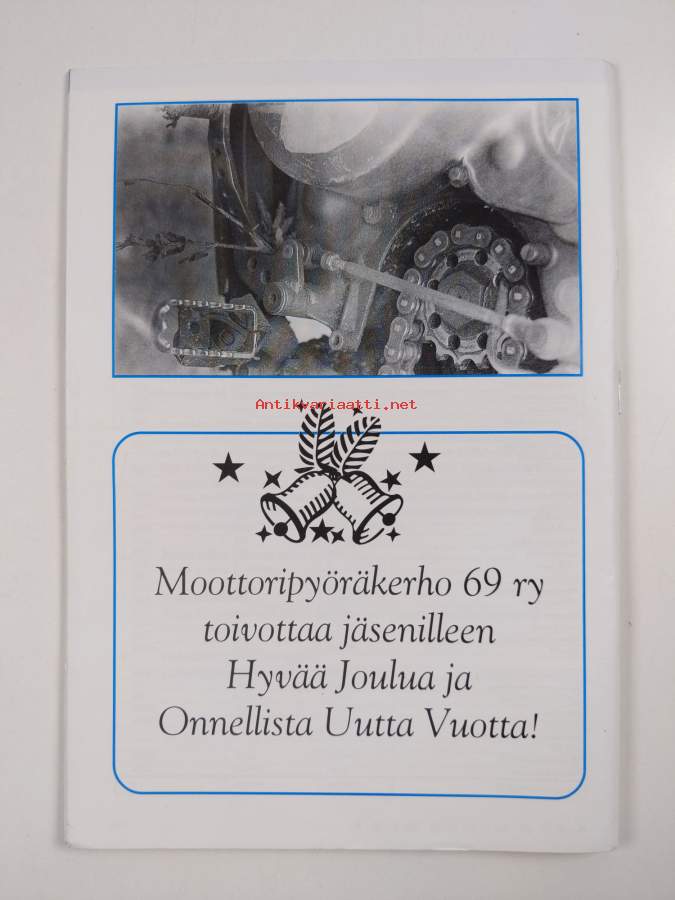 Antikvariaatti.net
Moottoripyöräkerho 69 ry
toivottaa jäsenilleen
Hyvää Joulua ja
Onnellista Uutta Vuotta!